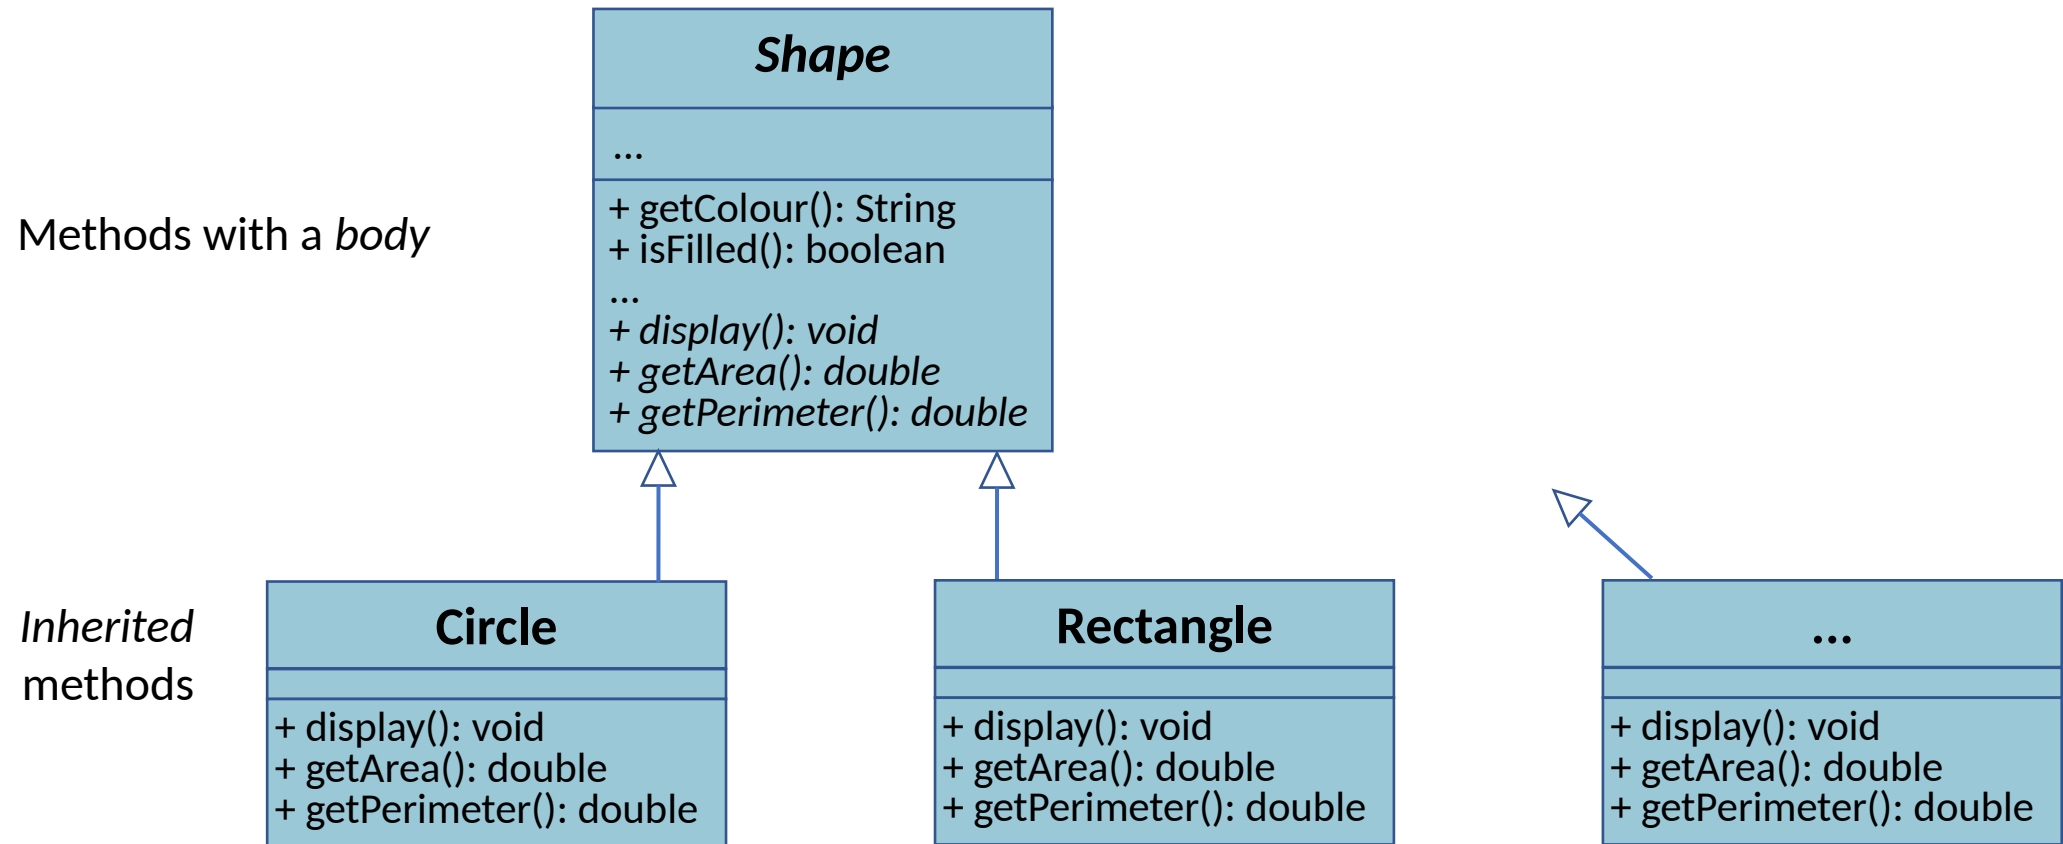 Shape
...
+ getColour(): String
+ isFilled(): boolean
...
+ display(): void
+ getArea(): double
+ getPerimeter(): double
Methods with a body
Inherited
methods
Circle
+ display(): void
+ getArea(): double
+ getPerimeter(): double
Rectangle
+ display(): void
+ getArea(): double
+ getPerimeter(): double
...
+ display(): void
+ getArea(): double
+ getPerimeter(): double